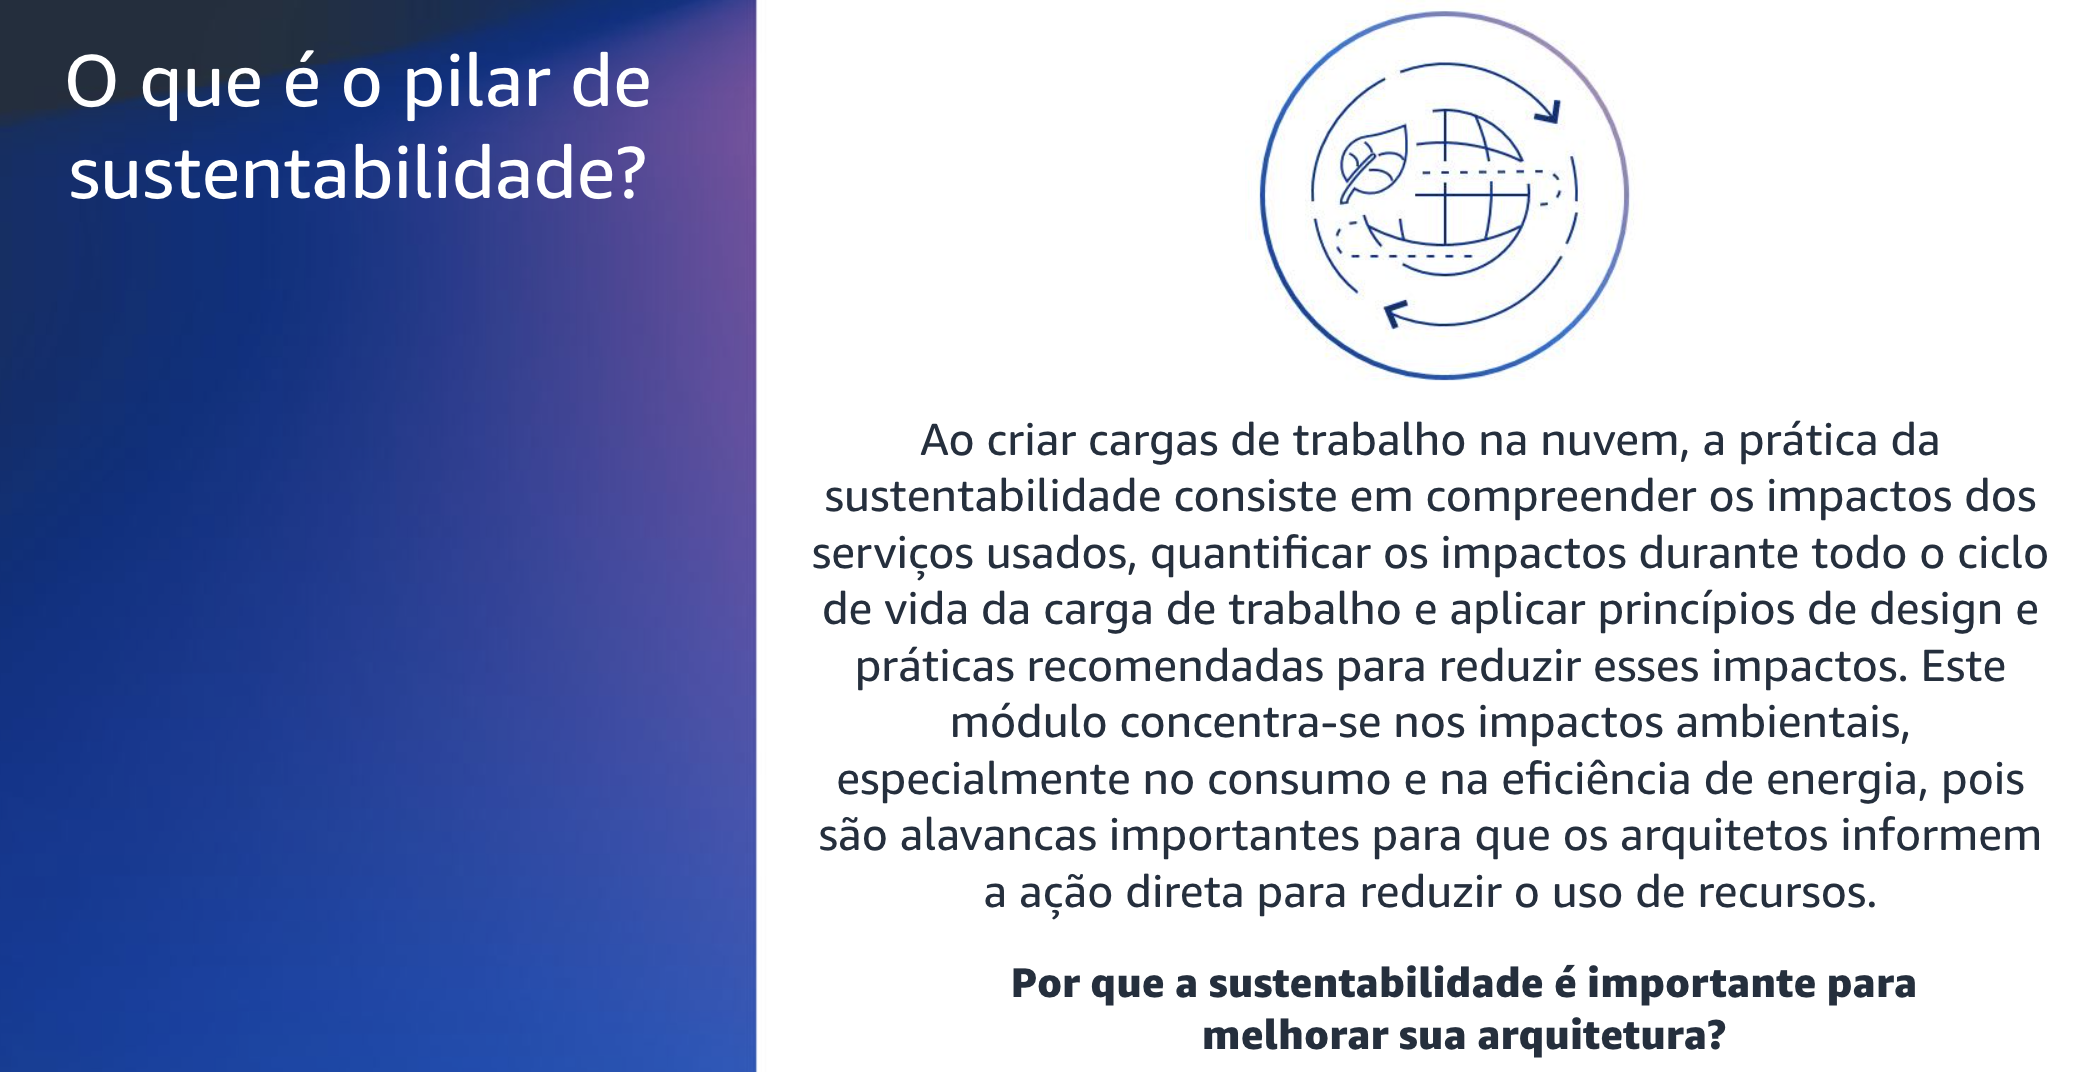 O que é o pilar de
sustentabilidade?
Ao criar cargas de trabalho na nuvem, a prática da
sustentabilidade consiste em compreender os impactos dos
serviços usados, quantificar os impactos durante todo o ciclo
de vida da carga de trabalho e aplicar princípios de design e
práticas recomendadas para reduzir esses impactos. Este
módulo concentra-se nos impactos ambientais,
especialmente no consumo e na eficiência de energia, pois
são alavancas importantes para que os arquitetos informem
a ação direta para reduzir o uso de recursos.
Por que a sustentabilidade é importante para
melhorar sua arquitetura?